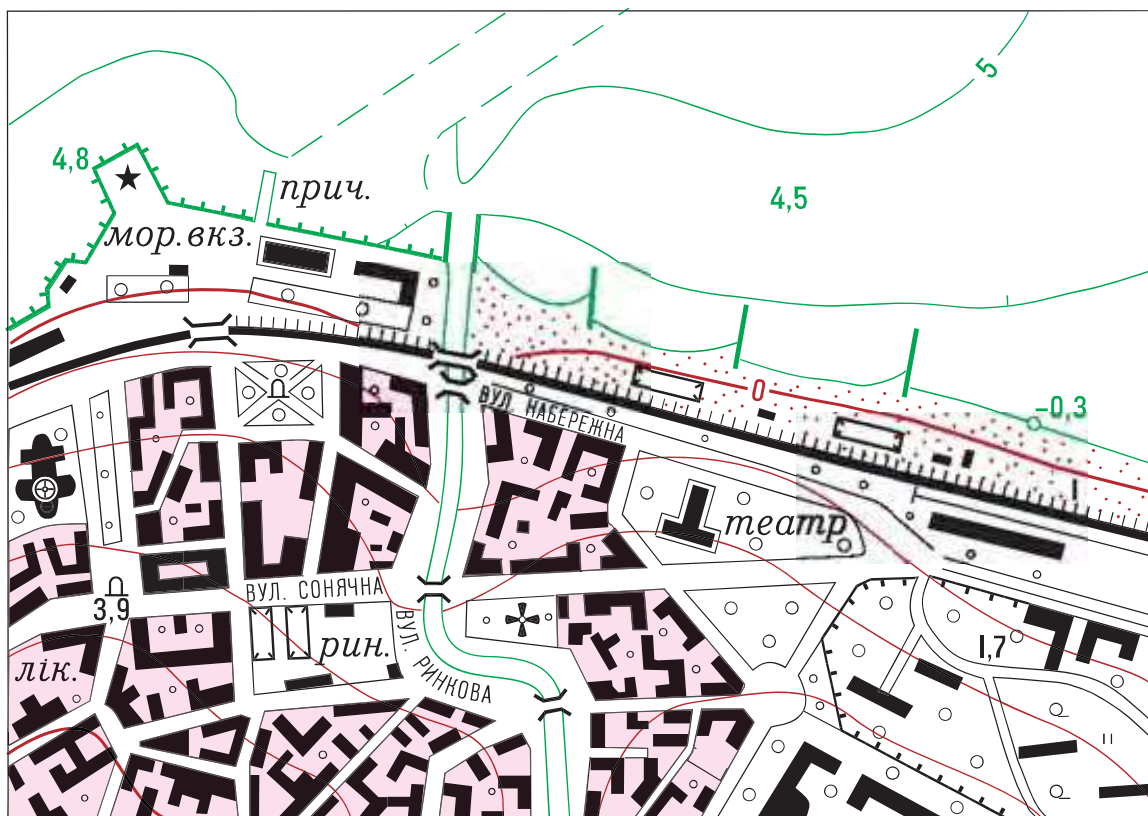 5
4,8
прич.
4,5
мор.вкз.
0
ВУЛ. НАБЕРЕЖНА
−0,3
театр
ВУЛ. СОНЯЧНА
3,9
рин.
ВУЛ. РИНКОВА
1,7
лік.